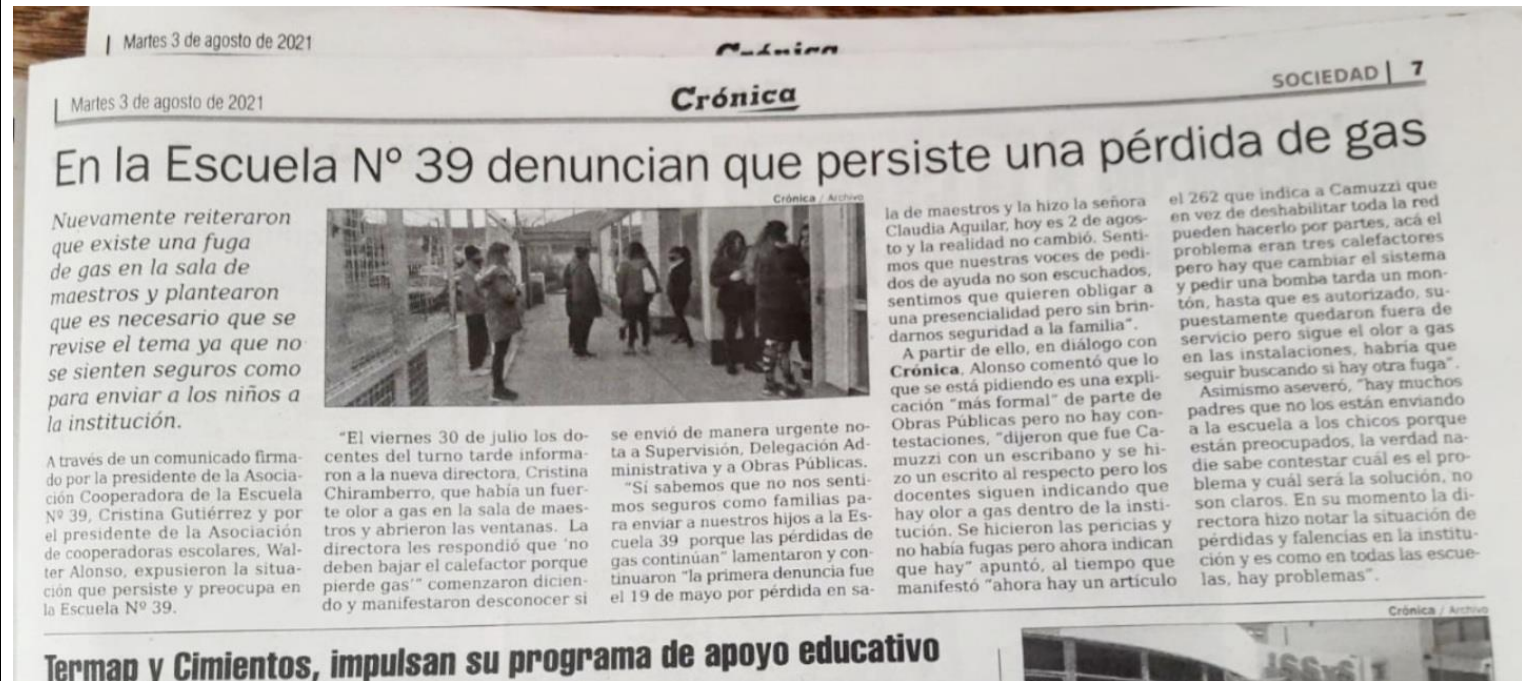 Martes 3 de agosto de 2021
Crónica
Martes 3 de agosto de 2021
Crónica
SOCIEDAD | 7
En la Escuela Nº 39 denuncian que persiste una pérdida de gas
Nuevamente reiteraron
que existe una fuga
de gas en la sala de
maestros y plantearon
que es necesario que se
revise el tema ya que no
se sienten seguros como
para enviar a los niños a
la institución.
A través de un comunicado firma-
do por la presidente de la Asocia-
ción Cooperadora de la Escuela
Nº 39, Cristina Gutiérrez y por
el presidente de la Asociación
de cooperadoras escolares, Wal-
ter Alonso, expusieron la situa-
ción que persiste y preocupa en
la Escuela Nº 39.
Crónica / Archivo
"El viernes 30 de julio los do-
centes del turno tarde informa-
ron a la nueva directora, Cristina
Chiramberro, que había un fuer-
te olor a gas en la sala de maes-
tros y abrieron las ventanas. La
directora les respondió que 'no
deben bajar el calefactor porque
pierde gas'" comenzaron dicien-
do y manifestaron desconocer si
se envió de manera urgente no-
ta a Supervisión, Delegación Ad-
ministrativa y a Obras Públicas.
"Sí sabemos que no nos senti-
mos seguros como familias pa-
ra enviar a nuestros hijos a la Es-
cuela 39 porque las pérdidas de
gas continúan" lamentaron y con-
tinuaron "la primera denuncia fue
el 19 de mayo por pérdida en sa-
la de maestros y la hizo la señora
Claudia Aguilar, hoy es 2 de agos-
to y la realidad no cambió. Senti-
mos que nuestras voces de pedi-
dos de ayuda no son escuchados,
sentimos que quieren obligar a
una presencialidad pero sin brin-
darnos seguridad a la familia".
A partir de ello, en diálogo con
Crónica, Alonso comentó que lo
que se está pidiendo es una expli-
cación "más formal" de parte de
Obras Públicas pero no hay con-
testaciones, "dijeron que fue Ca-
muzzi con un escribano y se hi-
zo un escrito al respecto pero los
docentes siguen indicando que
hay olor a gas dentro de la insti-
tución. Se hicieron las pericias y
no había fugas pero ahora indican
que hay" apuntó, al tiempo que
manifestó "ahora hay un artículo
el 262 que indica a Camuzzi que
en vez de deshabilitar toda la red
pueden hacerlo por partes, acá el
problema eran tres calefactores
pero hay que cambiar el sistema
y pedir una bomba tarda un mon-
tón, hasta que es autorizado, su-
puestamente quedaron fuera de
servicio pero sigue el olor a gas
en las instalaciones, habría que
seguir buscando si hay otra fuga".
Asimismo aseveró, "hay muchos
padres que no los están enviando
a la escuela a los chicos porque
están preocupados, la verdad na-
die sabe contestar cuál es el pro-
blema y cuál será la solución, no
son claros. En su momento la di-
rectora hizo notar la situación de
pérdidas y falencias en la institu-
ción y es como en todas las escue-
las, hay problemas".
Crónica / Archivo
Termap y Cimientos, impulsan su programa de apoyo educativo